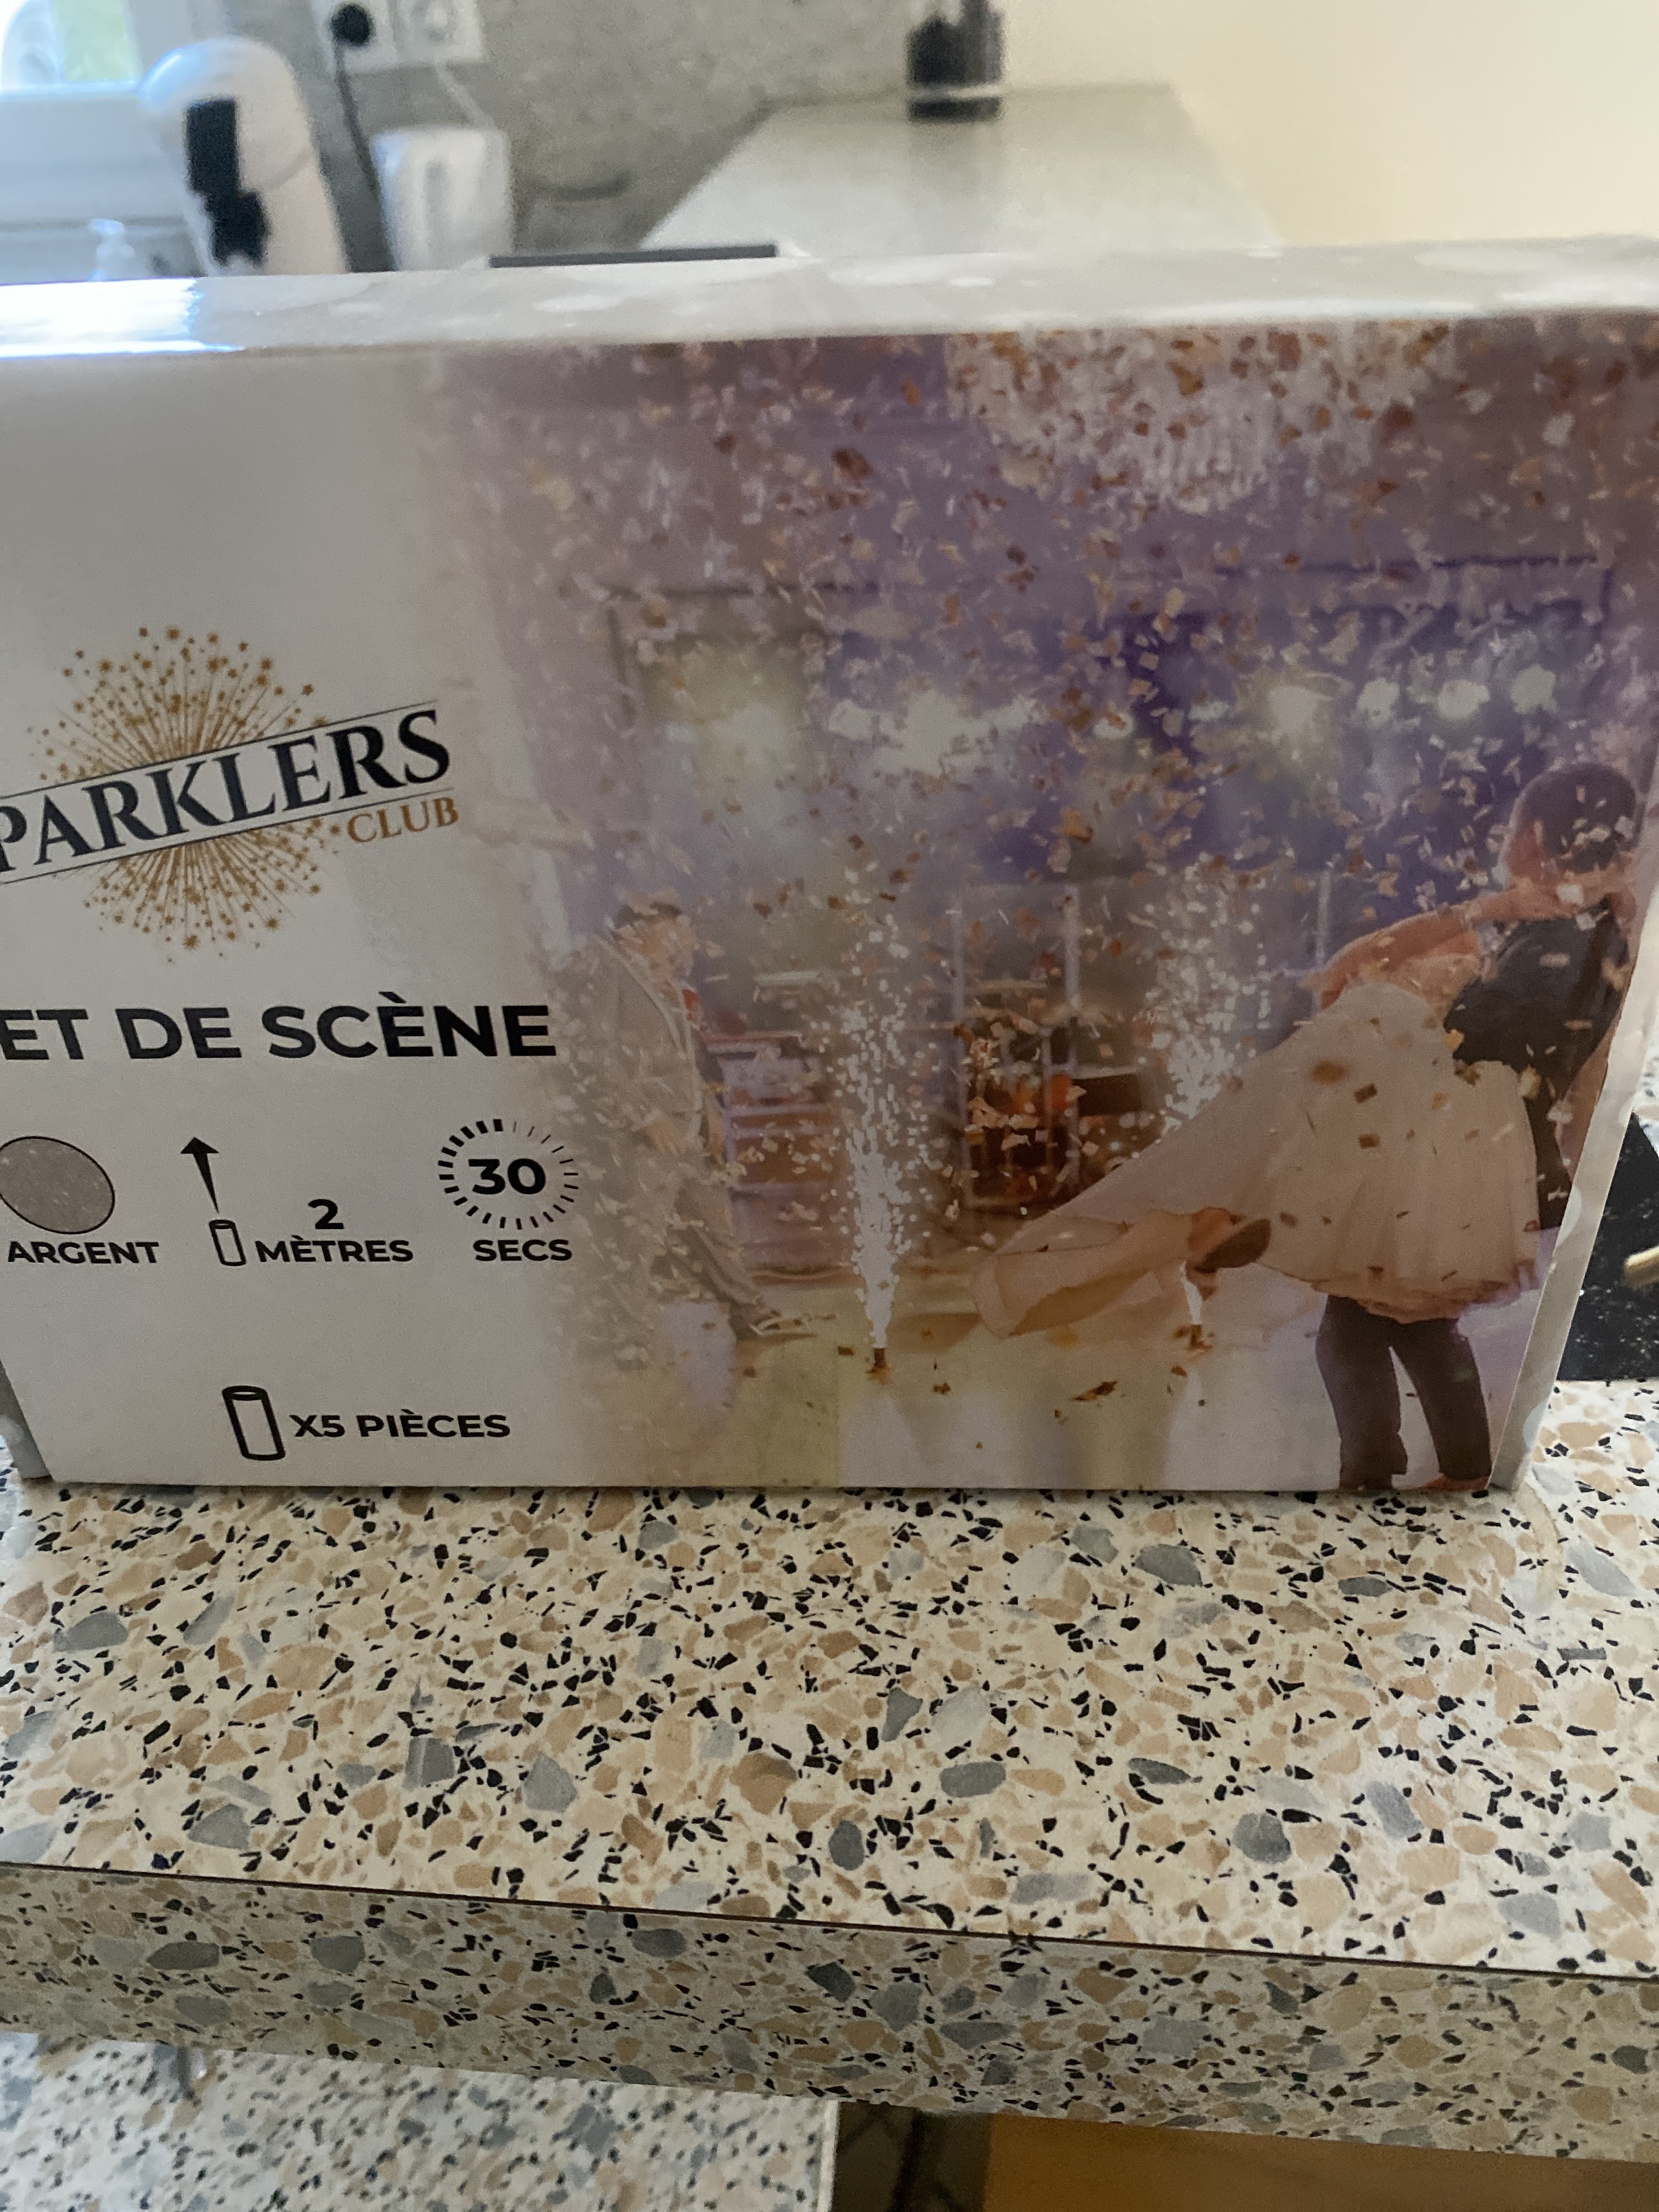 PARKLERS
CLUB
ET DE SCÈNE
30
2
ARGENT
MÈTRES
SECS
X5 PIÈCES